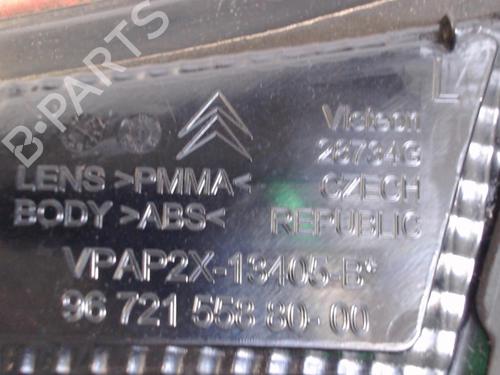 B-PARTS
L
Visteon
28734G
LENS >PMMA< CZECH
BODY >ABS< REPUBLIC
VPAP2X-13405-B*
96 721 558 80-00